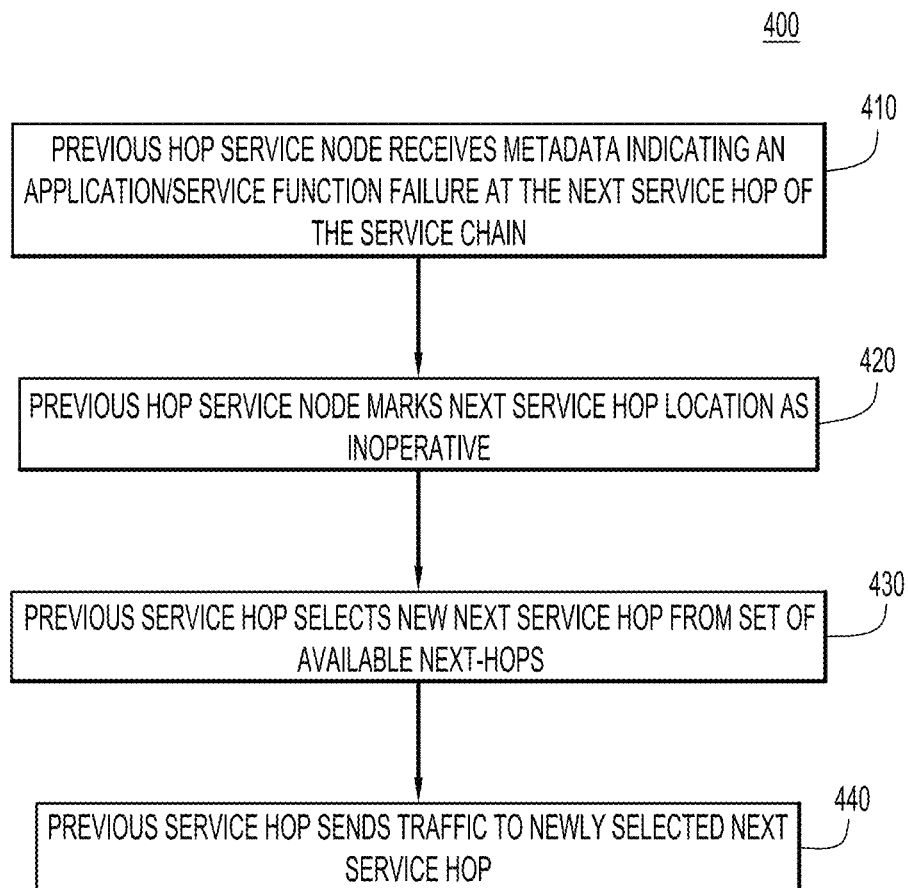 400
410
PREVIOUS HOP SERVICE NODE RECEIVES METADATA INDICATING AN
APPLICATION/SERVICE FUNCTION FAILURE AT THE NEXT SERVICE HOP OF
THE SERVICE CHAIN
420
PREVIOUS HOP SERVICE NODE MARKS NEXT SERVICE HOP LOCATION AS
INOPERATIVE
430
PREVIOUS SERVICE HOP SELECTS NEW NEXT SERVICE HOP FROM SET OF
AVAILABLE NEXT-HOPS
440
PREVIOUS SERVICE HOP SENDS TRAFFIC TO NEWLY SELECTED NEXT
SERVICE HOP